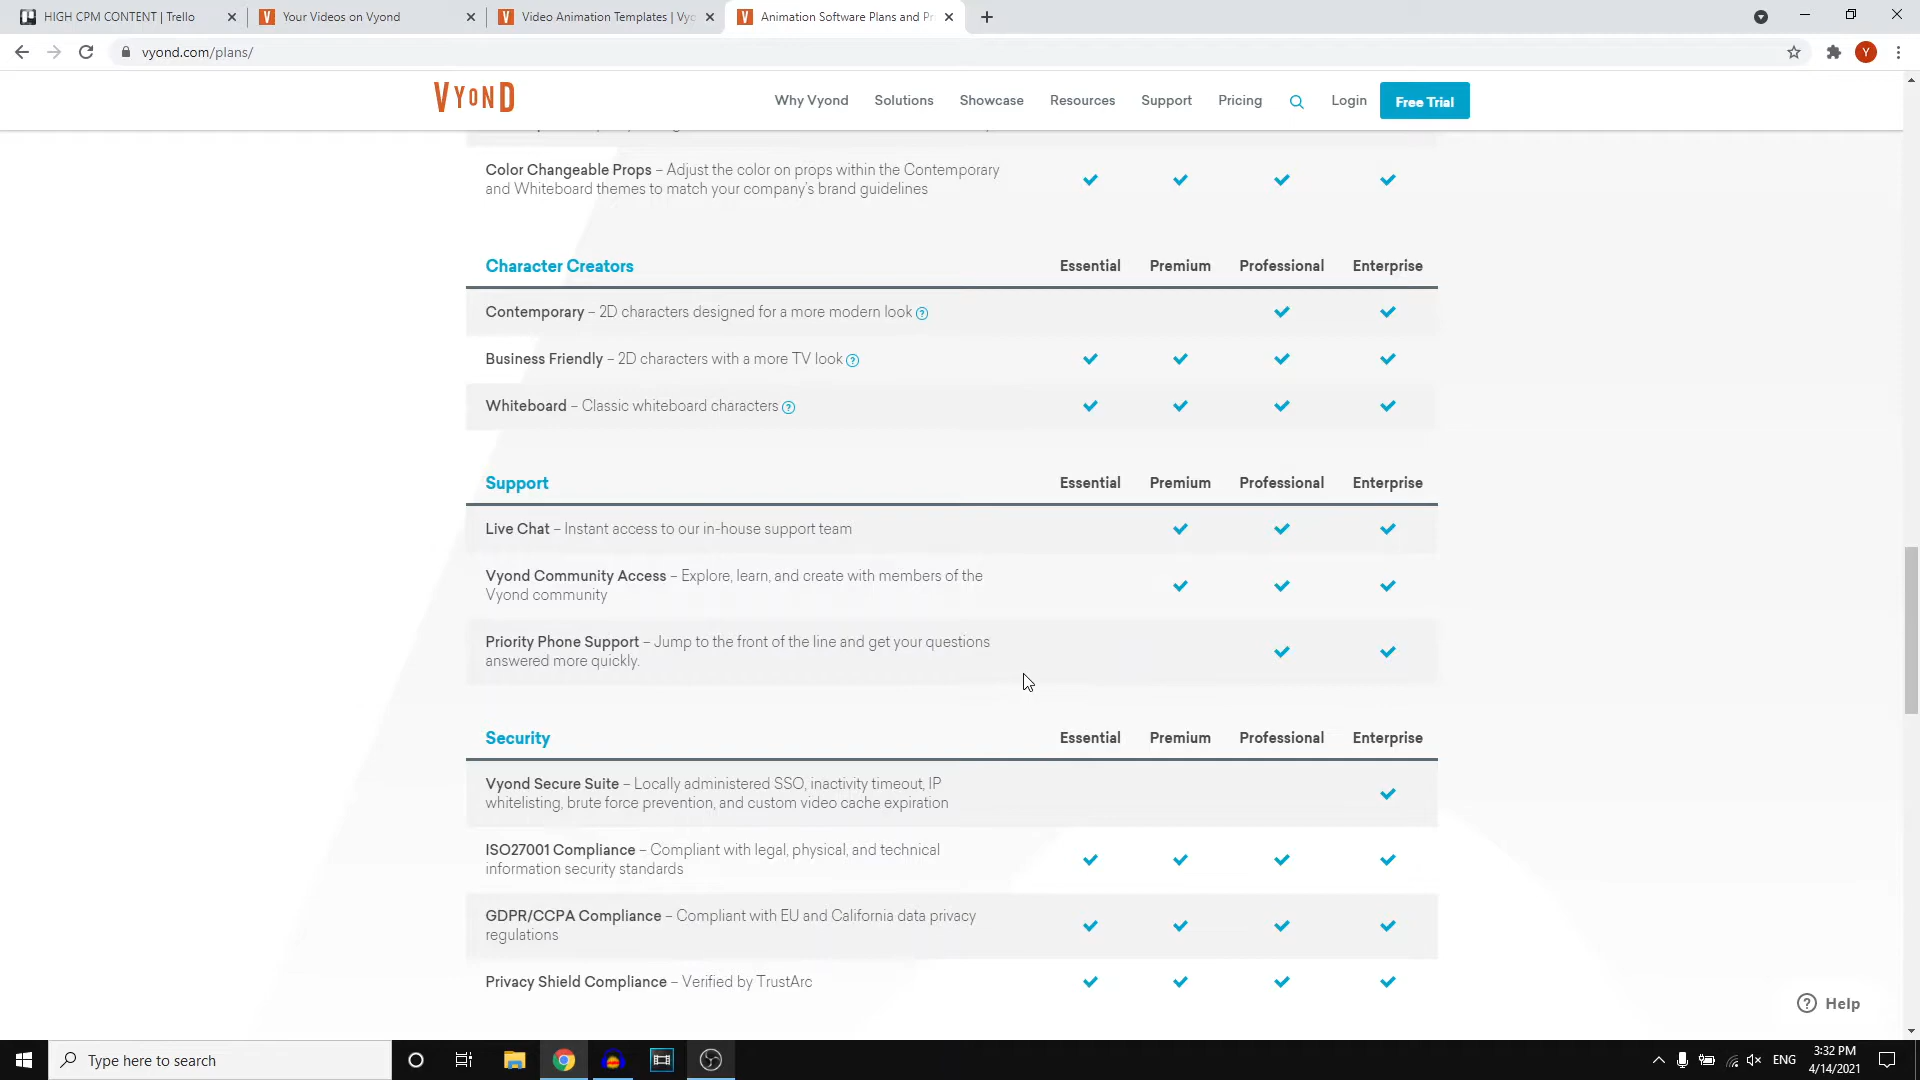 HIGH CPM CONTENT | Trello
Your Videos on Vyond
Video Animation Templates | Vyo
Animation Software Plans and Pr
vyond.com/plans/
Y
VYOND
Why Vyond
Solutions
Showcase
Resources
Support
Pricing
Login
Free Trial
Color Changeable Props – Adjust the color on props within the Contemporary
and Whiteboard themes to match your company's brand guidelines
Character Creators Essential Premium Professional Enterprise
Contemporary – 2D characters designed for a more modern look ?
Business Friendly – 2D characters with a more TV look ?
Whiteboard – Classic whiteboard characters ?
Support Essential Premium Professional Enterprise
Live Chat – Instant access to our in-house support team
Vyond Community Access – Explore, learn, and create with members of the
Vyond community
Priority Phone Support – Jump to the front of the line and get your questions
answered more quickly.
Security Essential Premium Professional Enterprise
Vyond Secure Suite – Locally administered SSO, inactivity timeout, IP
whitelisting, brute force prevention, and custom video cache expiration
ISO27001 Compliance – Compliant with legal, physical, and technical
information security standards
GDPR/CCPA Compliance – Compliant with EU and California data privacy
regulations
Privacy Shield Compliance – Verified by TrustArc
? Help
Type here to search
ENG
3:32 PM
4/14/2021